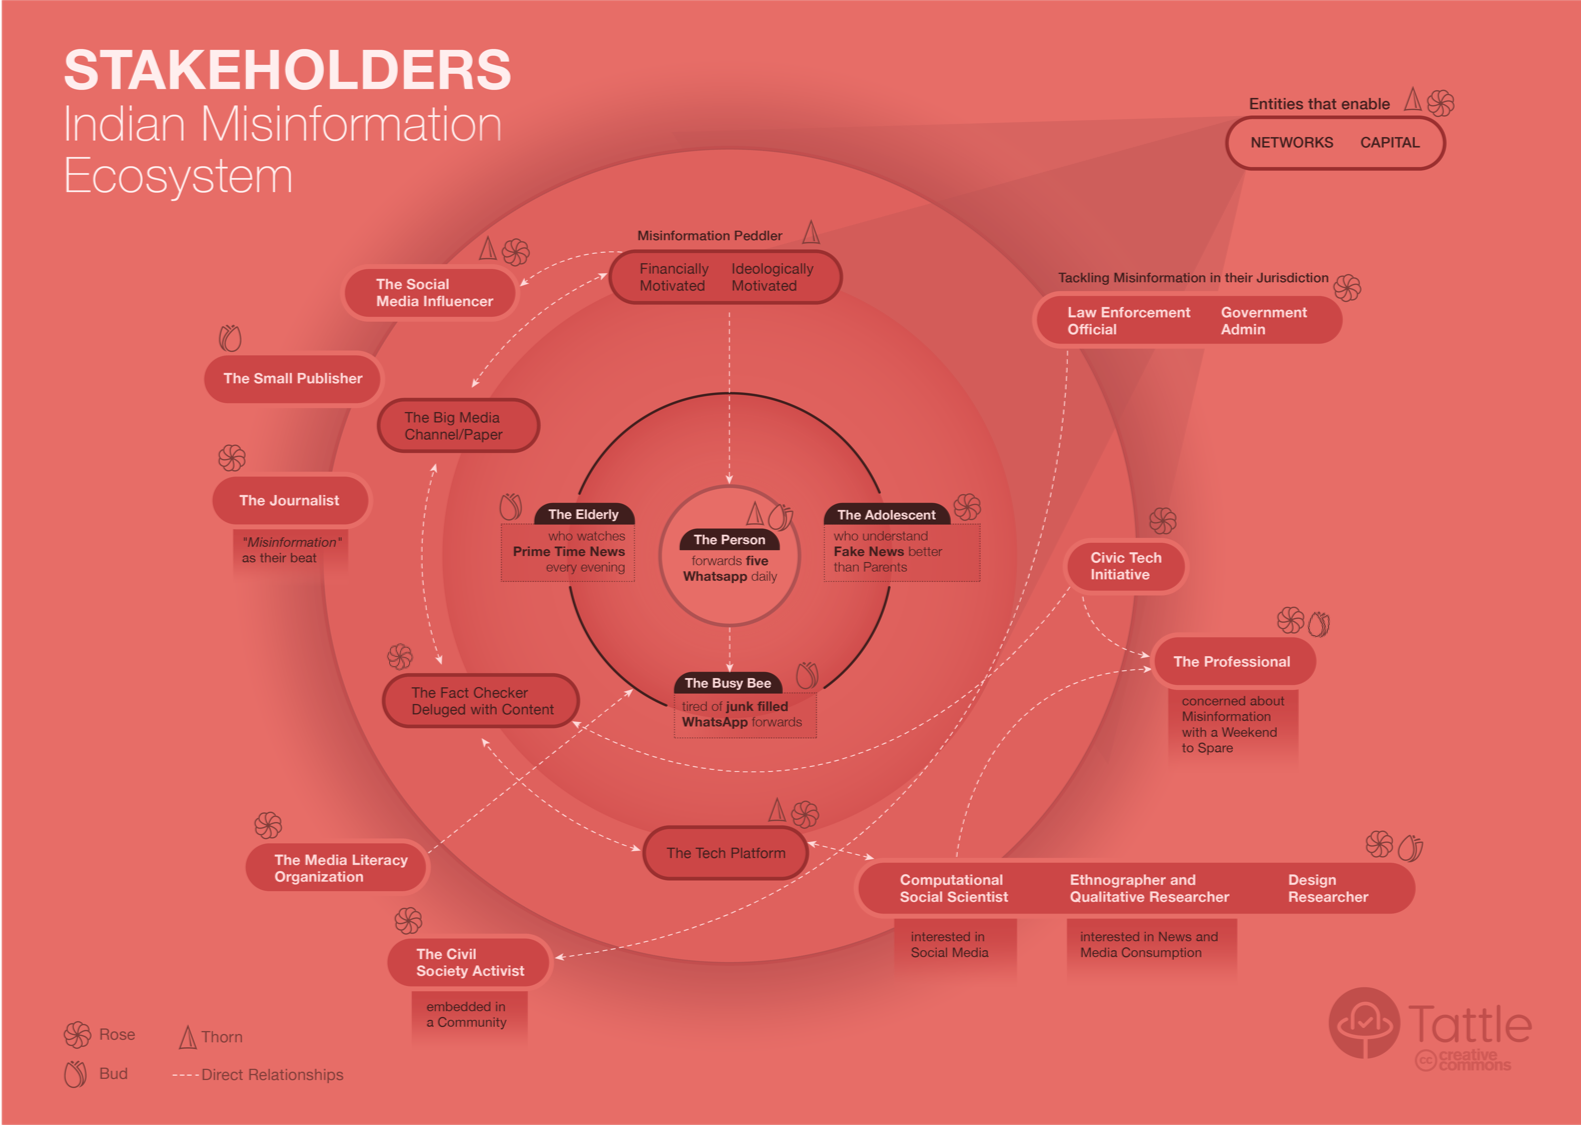 STAKEHOLDERS
Indian Misinformation
Ecosystem
Entities that enable
NETWORKS CAPITAL
Misinformation Peddler
Financially
Motivated
Ideologically
Motivated
The Social
Media Influencer
Tackling Misinformation in their Jurisdiction
Law Enforcement
Official
Government
Admin
The Small Publisher
The Big Media
Channel/Paper
The Journalist
"Misinformation"
as their beat
The Elderly
who watches
Prime Time News
every evening
The Person
forwards five
Whatsapp daily
The Adolescent
who understand
Fake News better
than Parents
Civic Tech
Initiative
The Professional
concerned about
Misinformation
with a Weekend
to Spare
The Fact Checker
Deluged with Content
The Busy Bee
tired of junk filled
WhatsApp forwards
The Tech Platform
The Media Literacy
Organization
Computational
Social Scientist
interested in
Social Media
Ethnographer and
Qualitative Researcher
interested in News and
Media Consumption
Design
Researcher
The Civil
Society Activist
embedded in
a Community
Rose
Thorn
Bud
Direct Relationships
Tattle
cc creative
commons